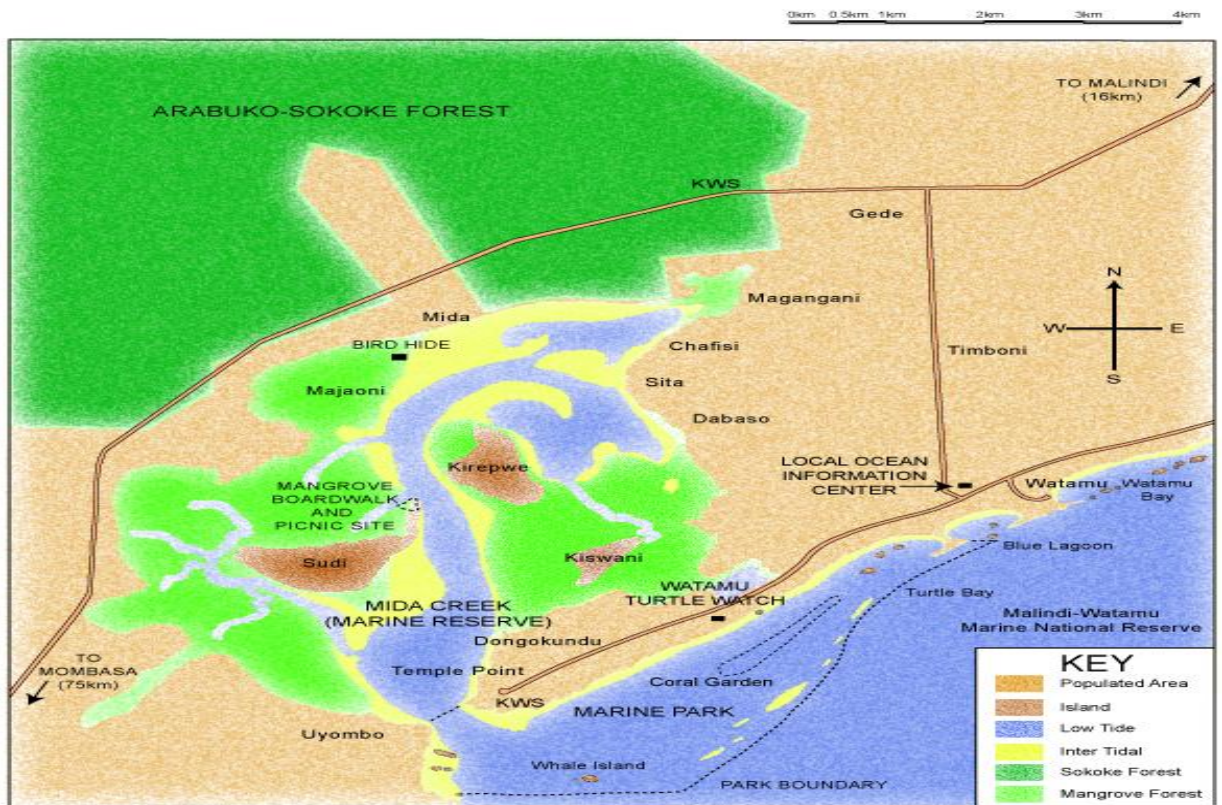 0km 0.5km 1km 2km 3km 4km
TO MALINDI
(16km)
ARABUKO-SOKOKE FOREST
KWS
Gede
N
W E
S
Magangani
Mida
Chafisi
Timboni
BIRD HIDE
Majaoni
Sita
Dabaso
Kirepwe
LOCAL OCEAN
INFORMATION
CENTER
Watamu
Watamu
Bay
MANGROVE
BOARDWALK
AND
PICNIC SITE
Sudi
Kiswani
Blue Lagoon
WATAMU
TURTLE WATCH
Turtle Bay
MIDA CREEK
(MARINE RESERVE)
Malindi-Watamu
Marine National Reserve
Dongokundu
TO
MOMBASA
(75km)
Temple Point
Coral Garden
KWS
MARINE PARK
Uyombo
Whale Island
PARK BOUNDARY
KEY
Populated Area
Island
Low Tide
Inter Tidal
Sokoke Forest
Mangrove Forest